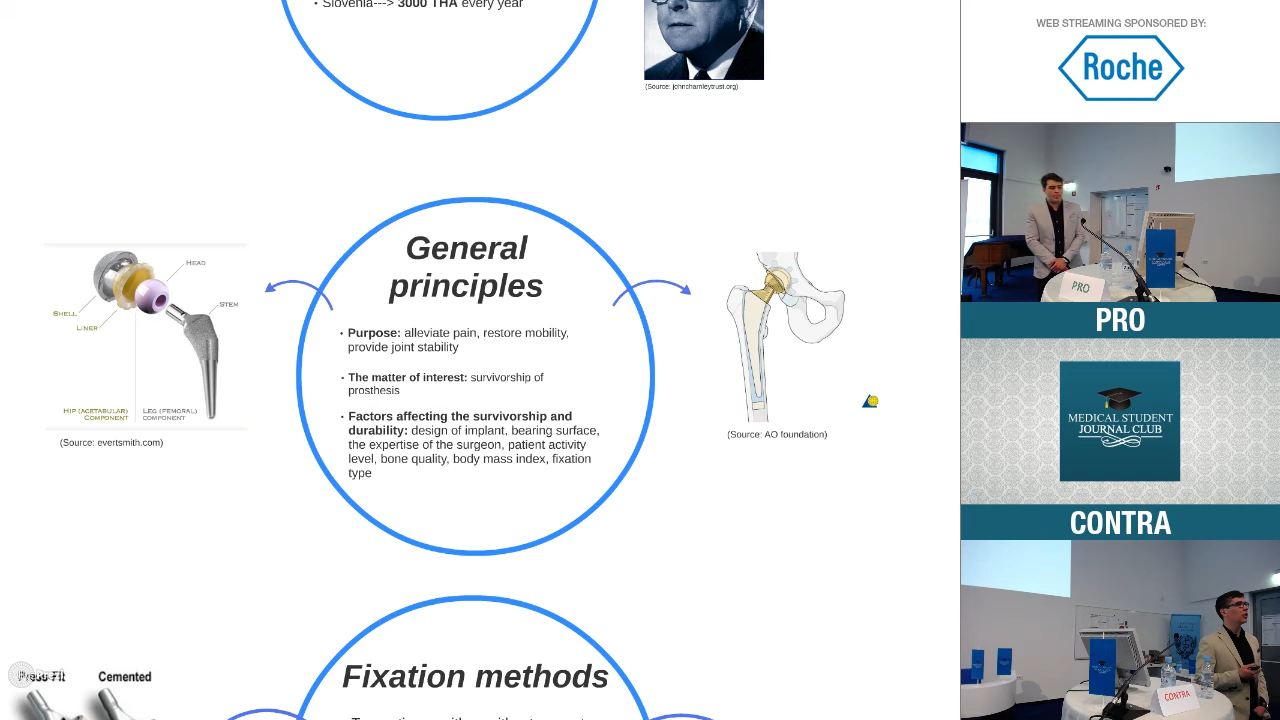 • Slovenia---> 3000 THA every year
(Source: johncharnleytrust.org)
General
principles
• Purpose: alleviate pain, restore mobility,
provide joint stability
• The matter of interest: survivorship of
prosthesis
• Factors affecting the survivorship and
durability: design of implant, bearing surface,
the expertise of the surgeon, patient activity
level, bone quality, body mass index, fixation
type
HEAD
STEM
SHELL
LINER
HIP (ACETABULAR)
COMPONENT
LEG (FEMORAL)
COMPONENT
(Source: evertsmith.com)
(Source: AO foundation)
Fixation methods
Cemented
WEB STREAMING SPONSORED BY:
Roche
PRO
PRO
MEDICAL STUDENT
JOURNAL CLUB
CONTRA
CONTRA